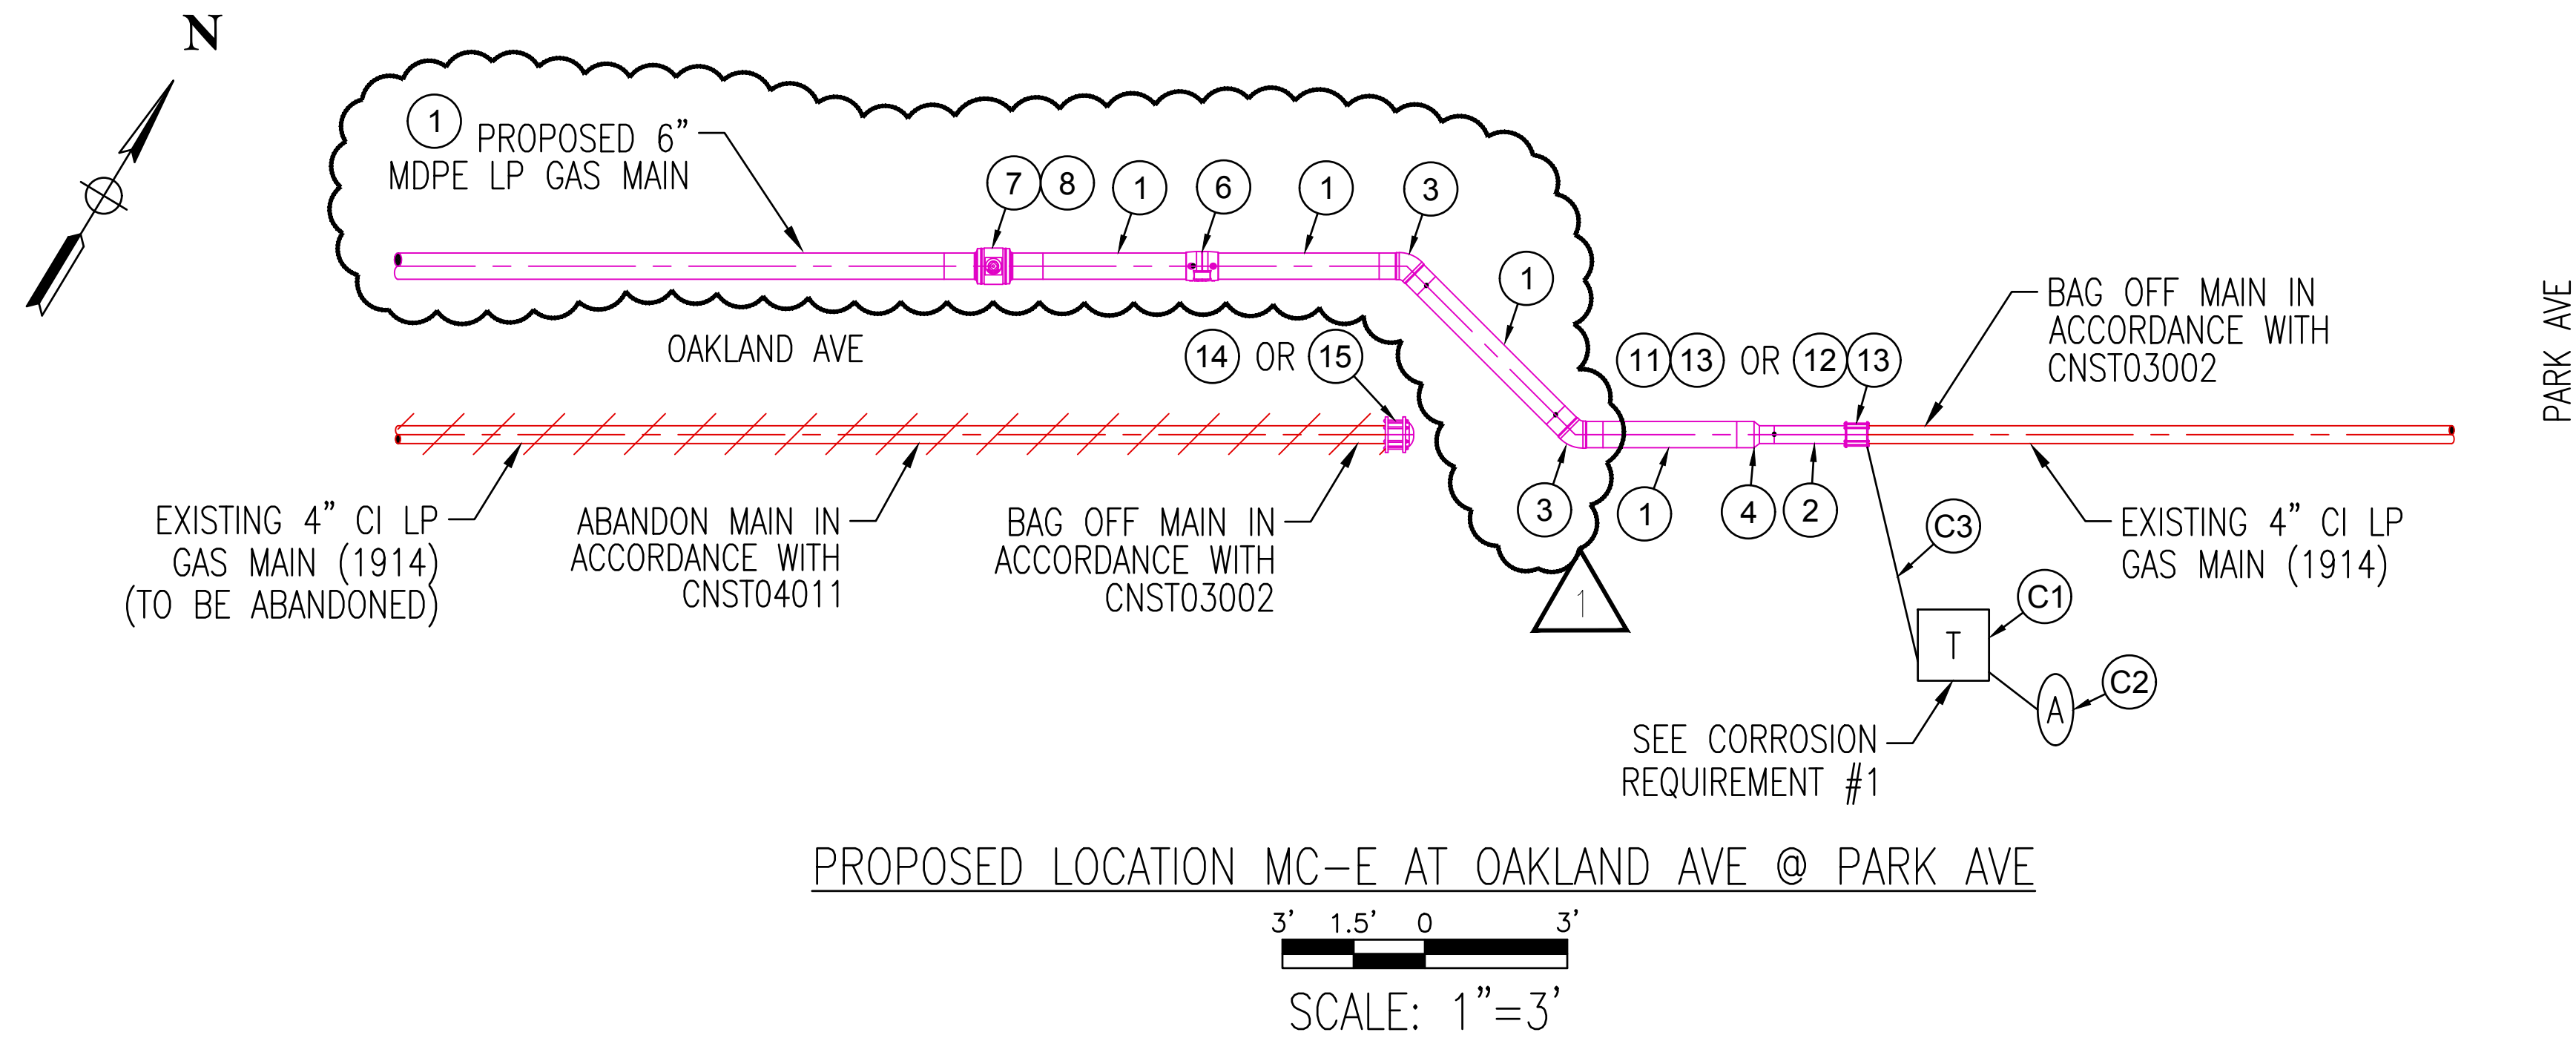 N
1
PROPOSED 6"
MDPE LP GAS MAIN
7 8 1 6 1 3
1
OAKLAND AVE
14 OR 15
11 13 OR 12 13
BAG OFF MAIN IN
ACCORDANCE WITH
CNST03002
PARK AVE
EXISTING 4" CI LP
GAS MAIN (1914)
(TO BE ABANDONED)
ABANDON MAIN IN
ACCORDANCE WITH
CNST04011
BAG OFF MAIN IN
ACCORDANCE WITH
CNST03002
3 1 4 2
1
C3
EXISTING 4" CI LP
GAS MAIN (1914)
C1
T
C2
A
SEE CORROSION
REQUIREMENT #1
PROPOSED LOCATION MC-E AT OAKLAND AVE @ PARK AVE
3' 1.5' 0 3'
SCALE: 1"=3'